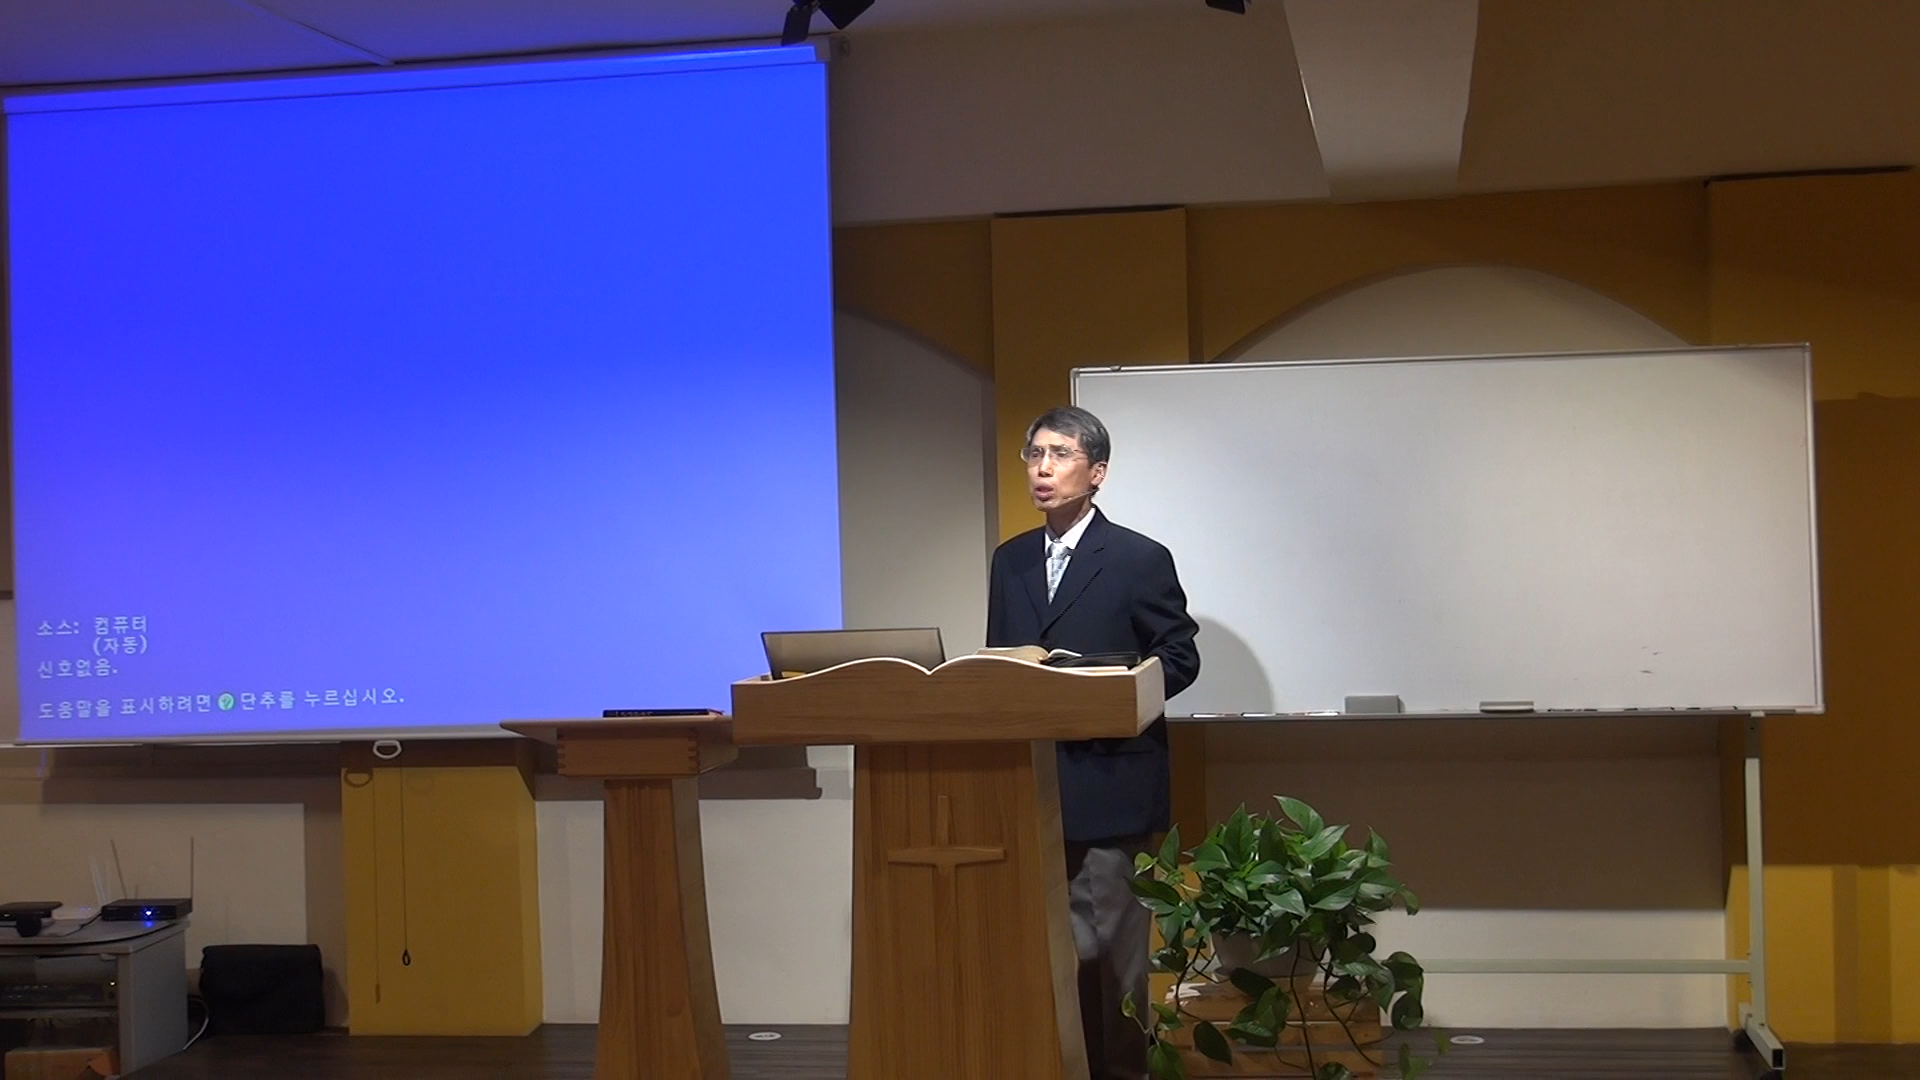 소스: 컴퓨터
(자동)
신호없음.
도움말을 표시하려면 ? 단추를 누르십시오.